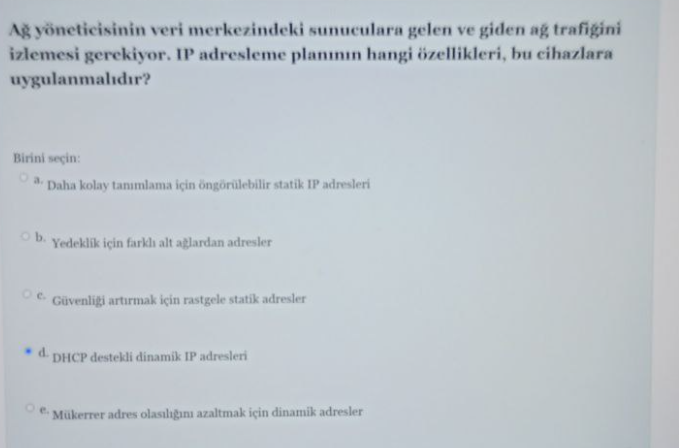 Ağ yöneticisinin veri merkezindeki sunuculara gelen ve giden ağ trafiğini
izlemesi gerekiyor. IP adresleme planının hangi özellikleri, bu cihazlara
uygulanmalıdır?
Birini seçin:
a. Daha kolay tanımlama için öngörülebilir statik IP adresleri
b. Yedeklik için farklı alt ağlardan adresler
c. Güvenliği artırmak için rastgele statik adresler
d. DHCP destekli dinamik IP adresleri
e. Mükerrer adres olasılığını azaltmak için dinamik adresler